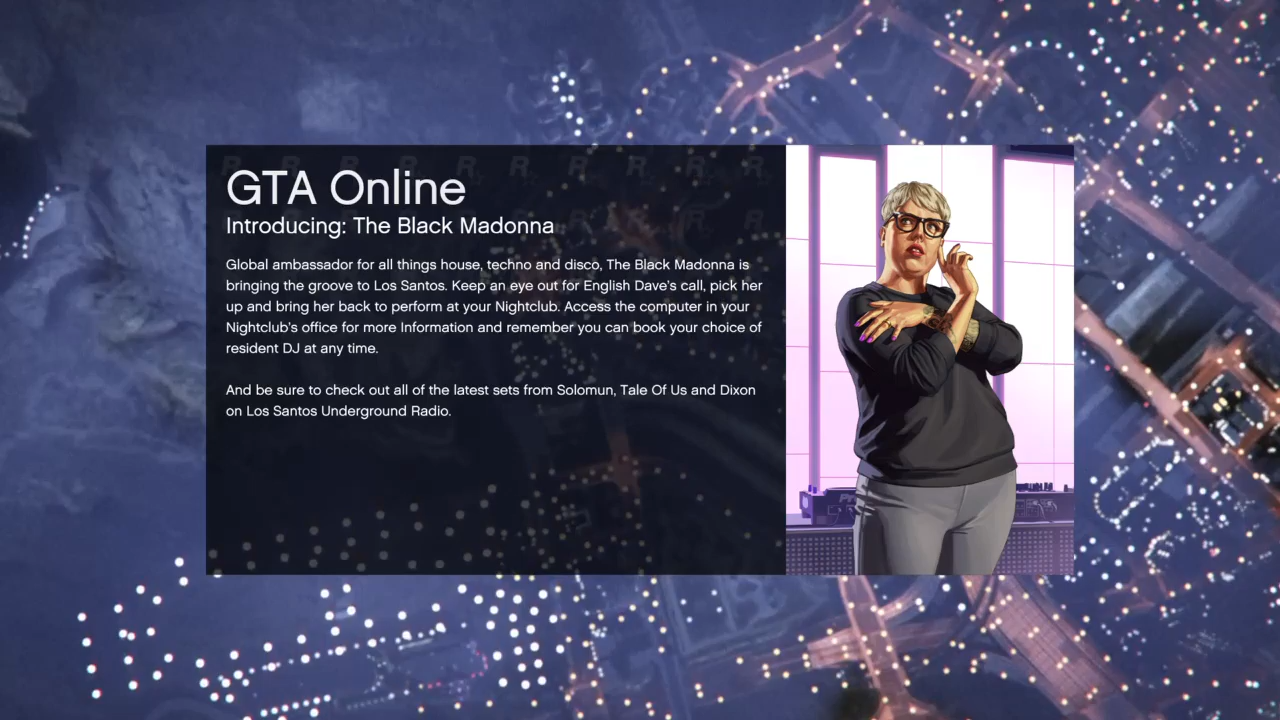 GTA Online
Introducing: The Black Madonna
Global ambassador for all things house, techno and disco, The Black Madonna is
bringing the groove to Los Santos. Keep an eye out for English Dave's call, pick her
up and bring her back to perform at your Nightclub. Access the computer in your
Nightclub's office for more Information and remember you can book your choice of
resident DJ at any time.
And be sure to check out all of the latest sets from Solomun, Tale Of Us and Dixon
on Los Santos Underground Radio.